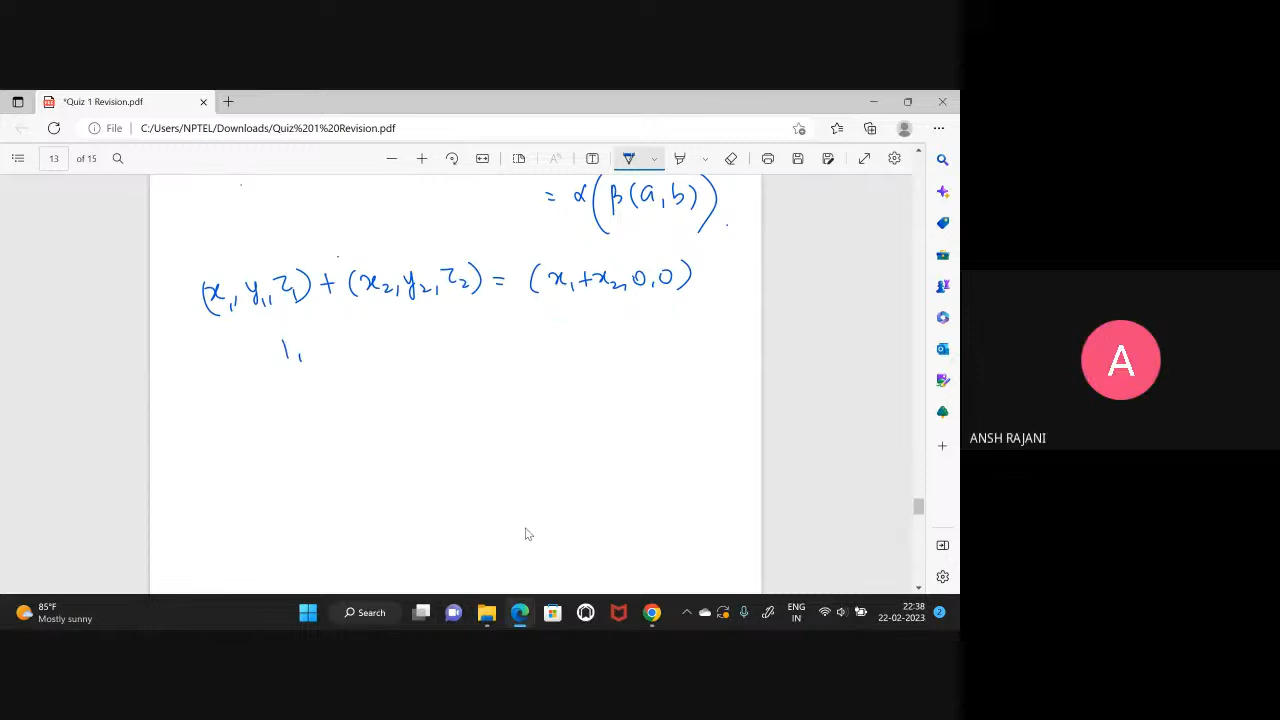 *Quiz 1 Revision.pdf
File C:/Users/NPTEL/Downloads/Quiz%201%20Revision.pdf
13 of 15
= α(β(a,b)).
(x₁, y₁, z₁) + (x₂, y₂, z₂) = (x₁+x₂, 0, 0)
1,
A
ANSH RAJANI
85°F
Mostly sunny
Search
ENG
IN
22:38
22-02-2023
2